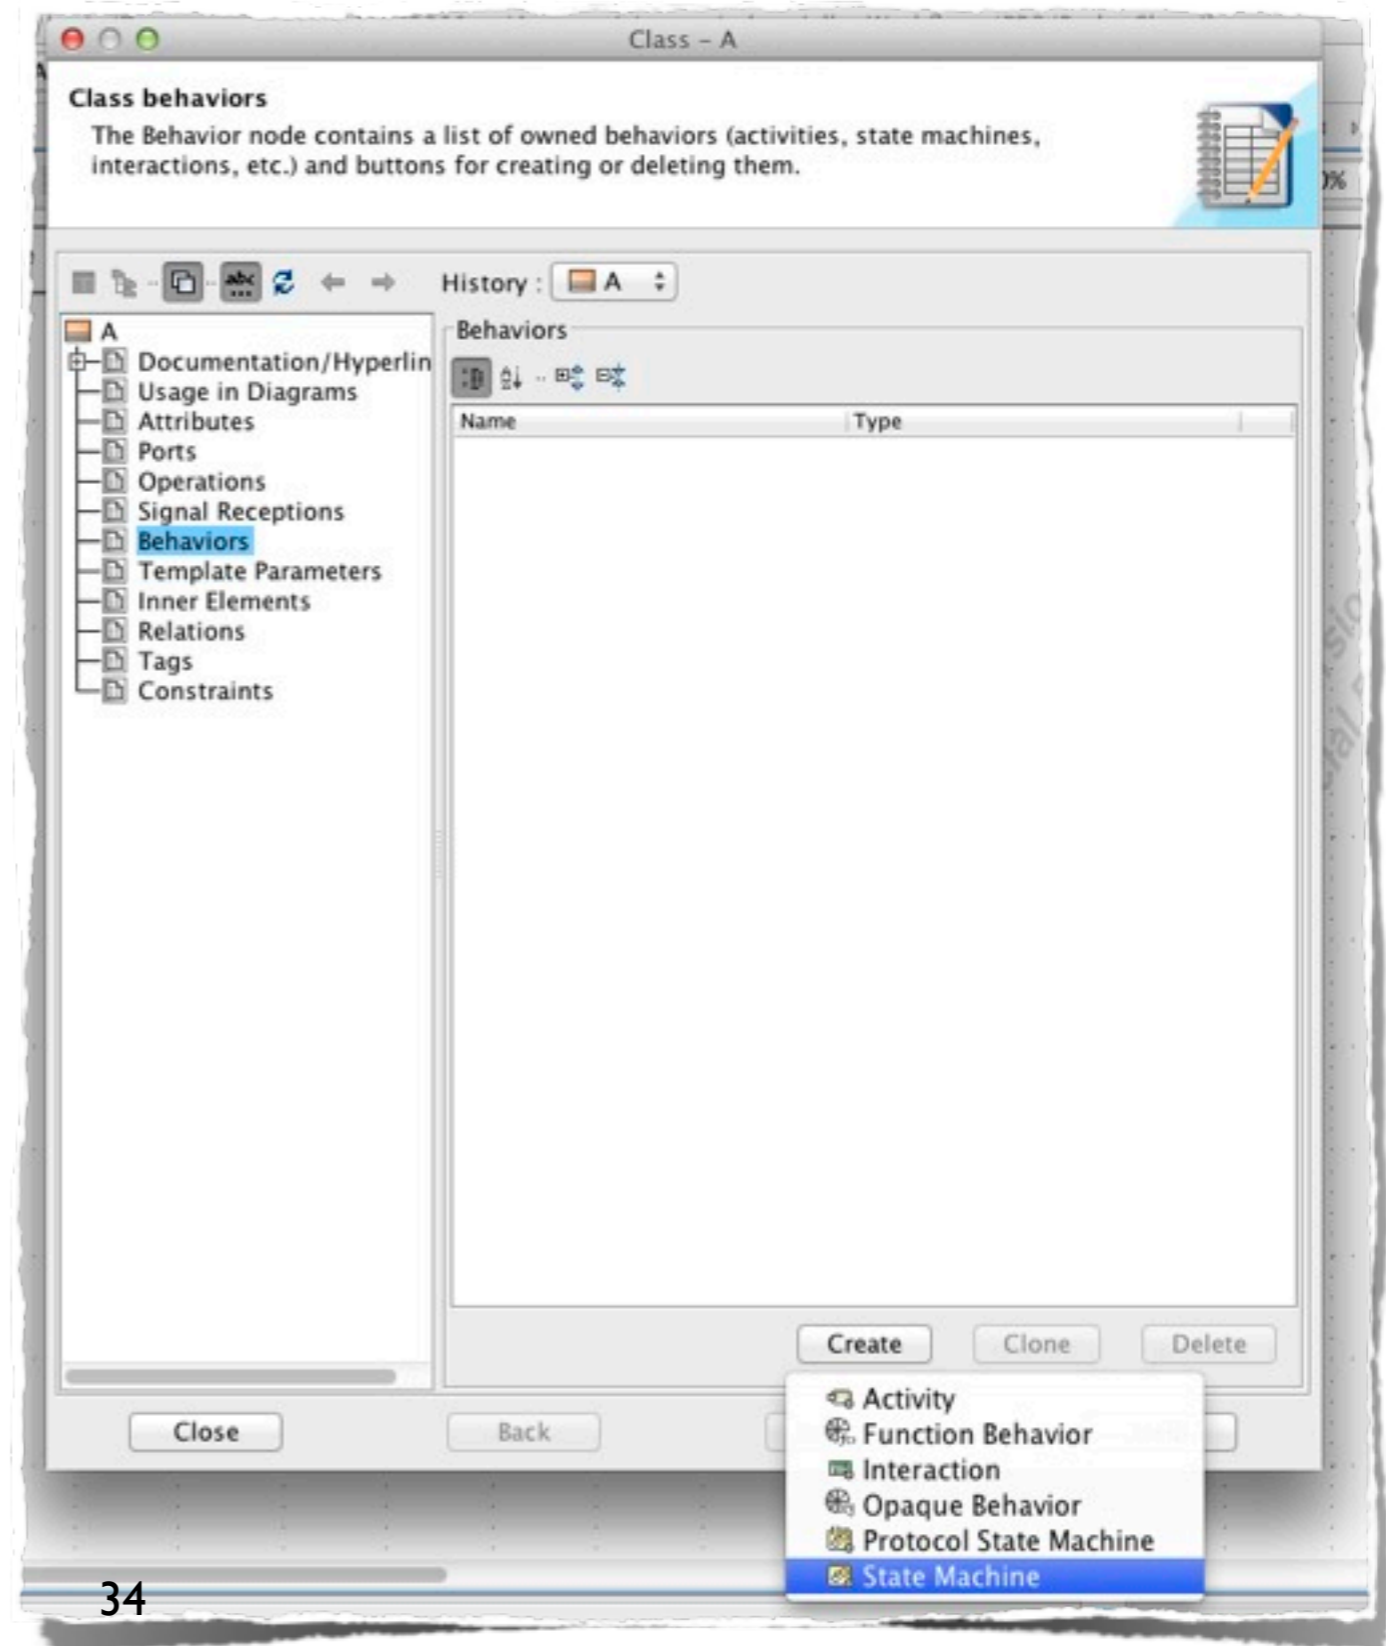 Class – A
Class behaviors
The Behavior node contains a list of owned behaviors (activities, state machines,
interactions, etc.) and buttons for creating or deleting them.
0%
abc
History : A
A
Documentation/Hyperlin
Usage in Diagrams
Attributes
Ports
Operations
Signal Receptions
Behaviors
Template Parameters
Inner Elements
Relations
Tags
Constraints
Behaviors
Name Type
Create Clone Delete
Close Back
Activity
Function Behavior
Interaction
Opaque Behavior
Protocol State Machine
State Machine
34